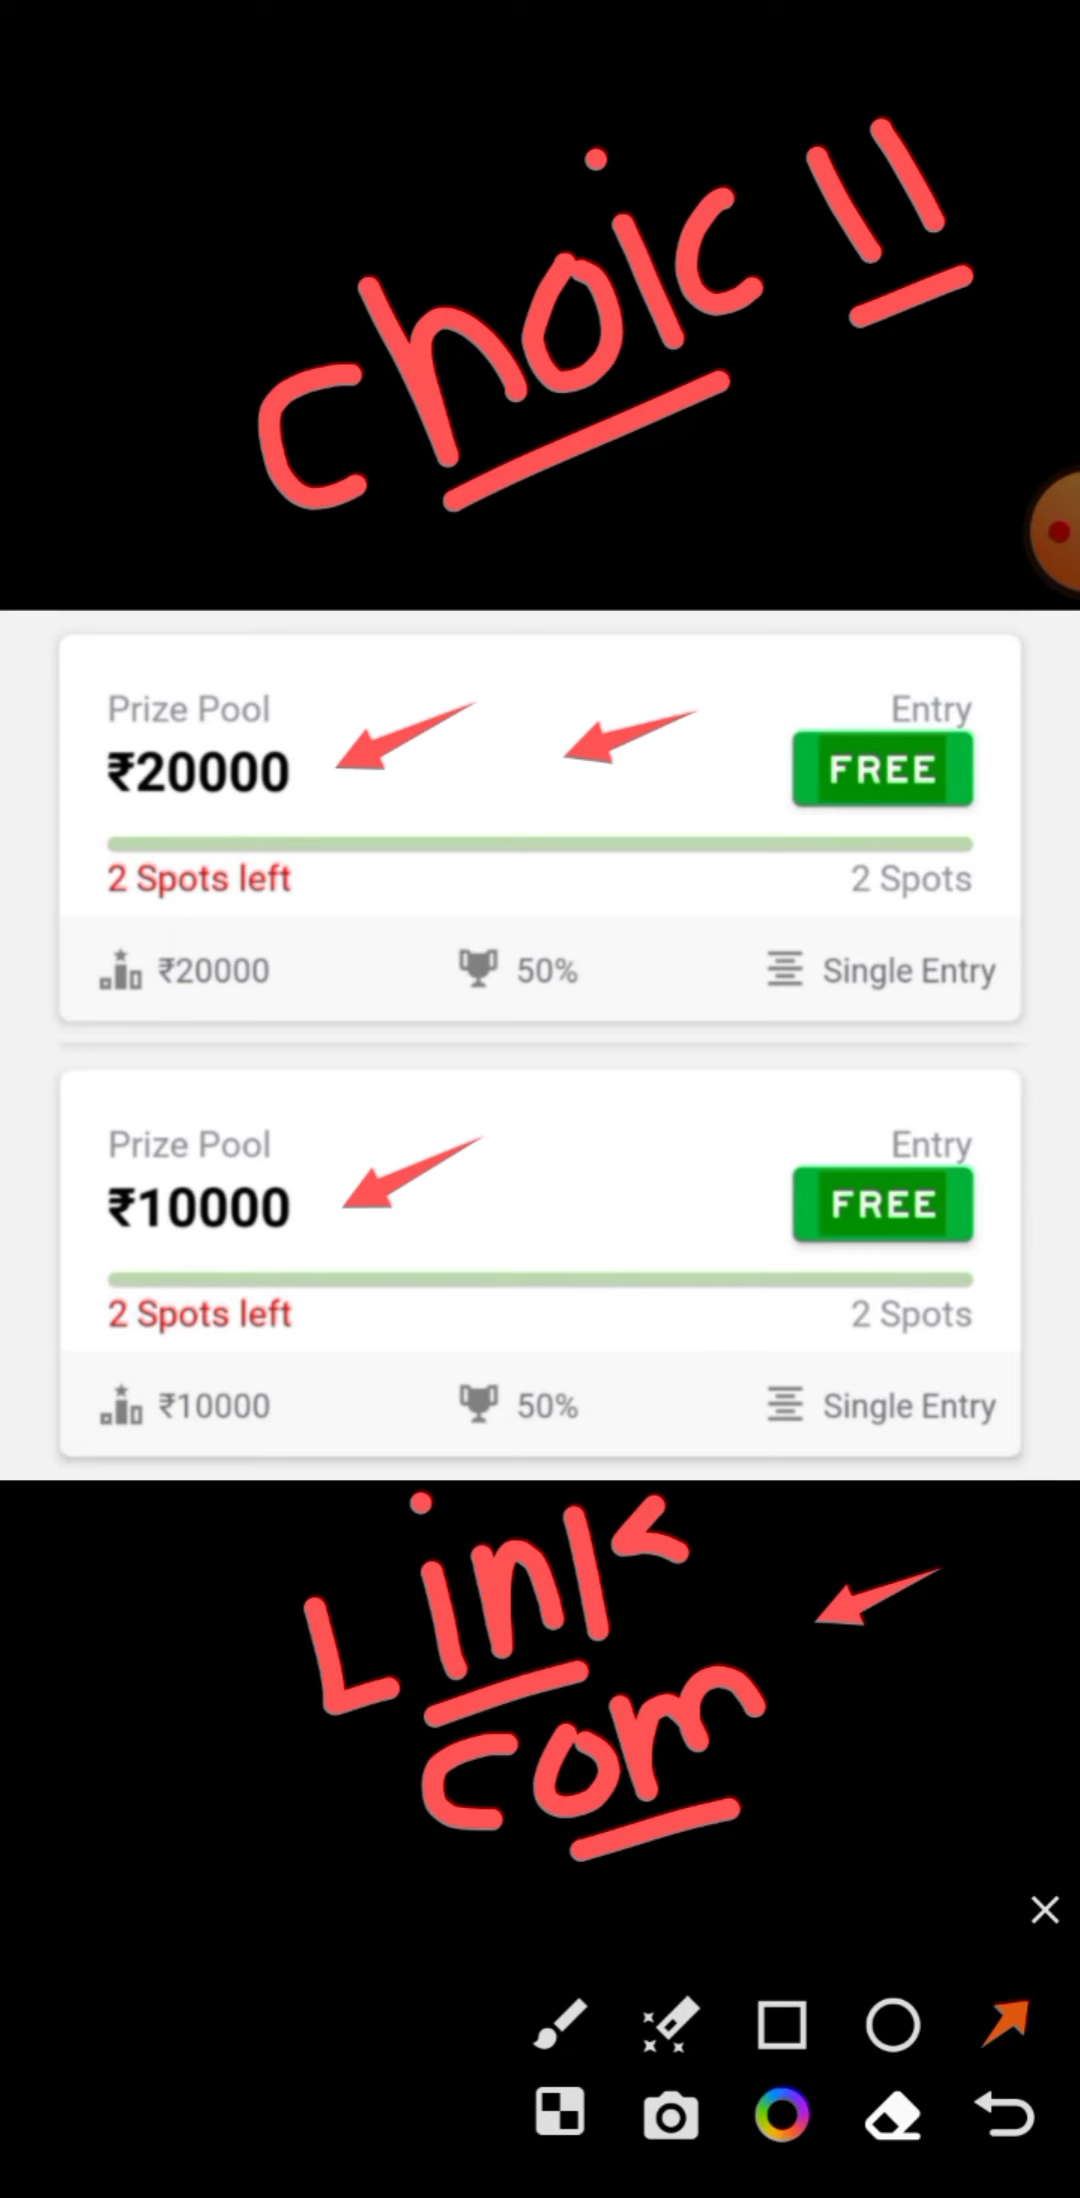 choic !!
Prize Pool Entry
₹20000 FREE
2 Spots left 2 Spots
₹20000 50% Single Entry
Prize Pool Entry
₹10000 FREE
2 Spots left 2 Spots
₹10000 50% Single Entry
Link
com